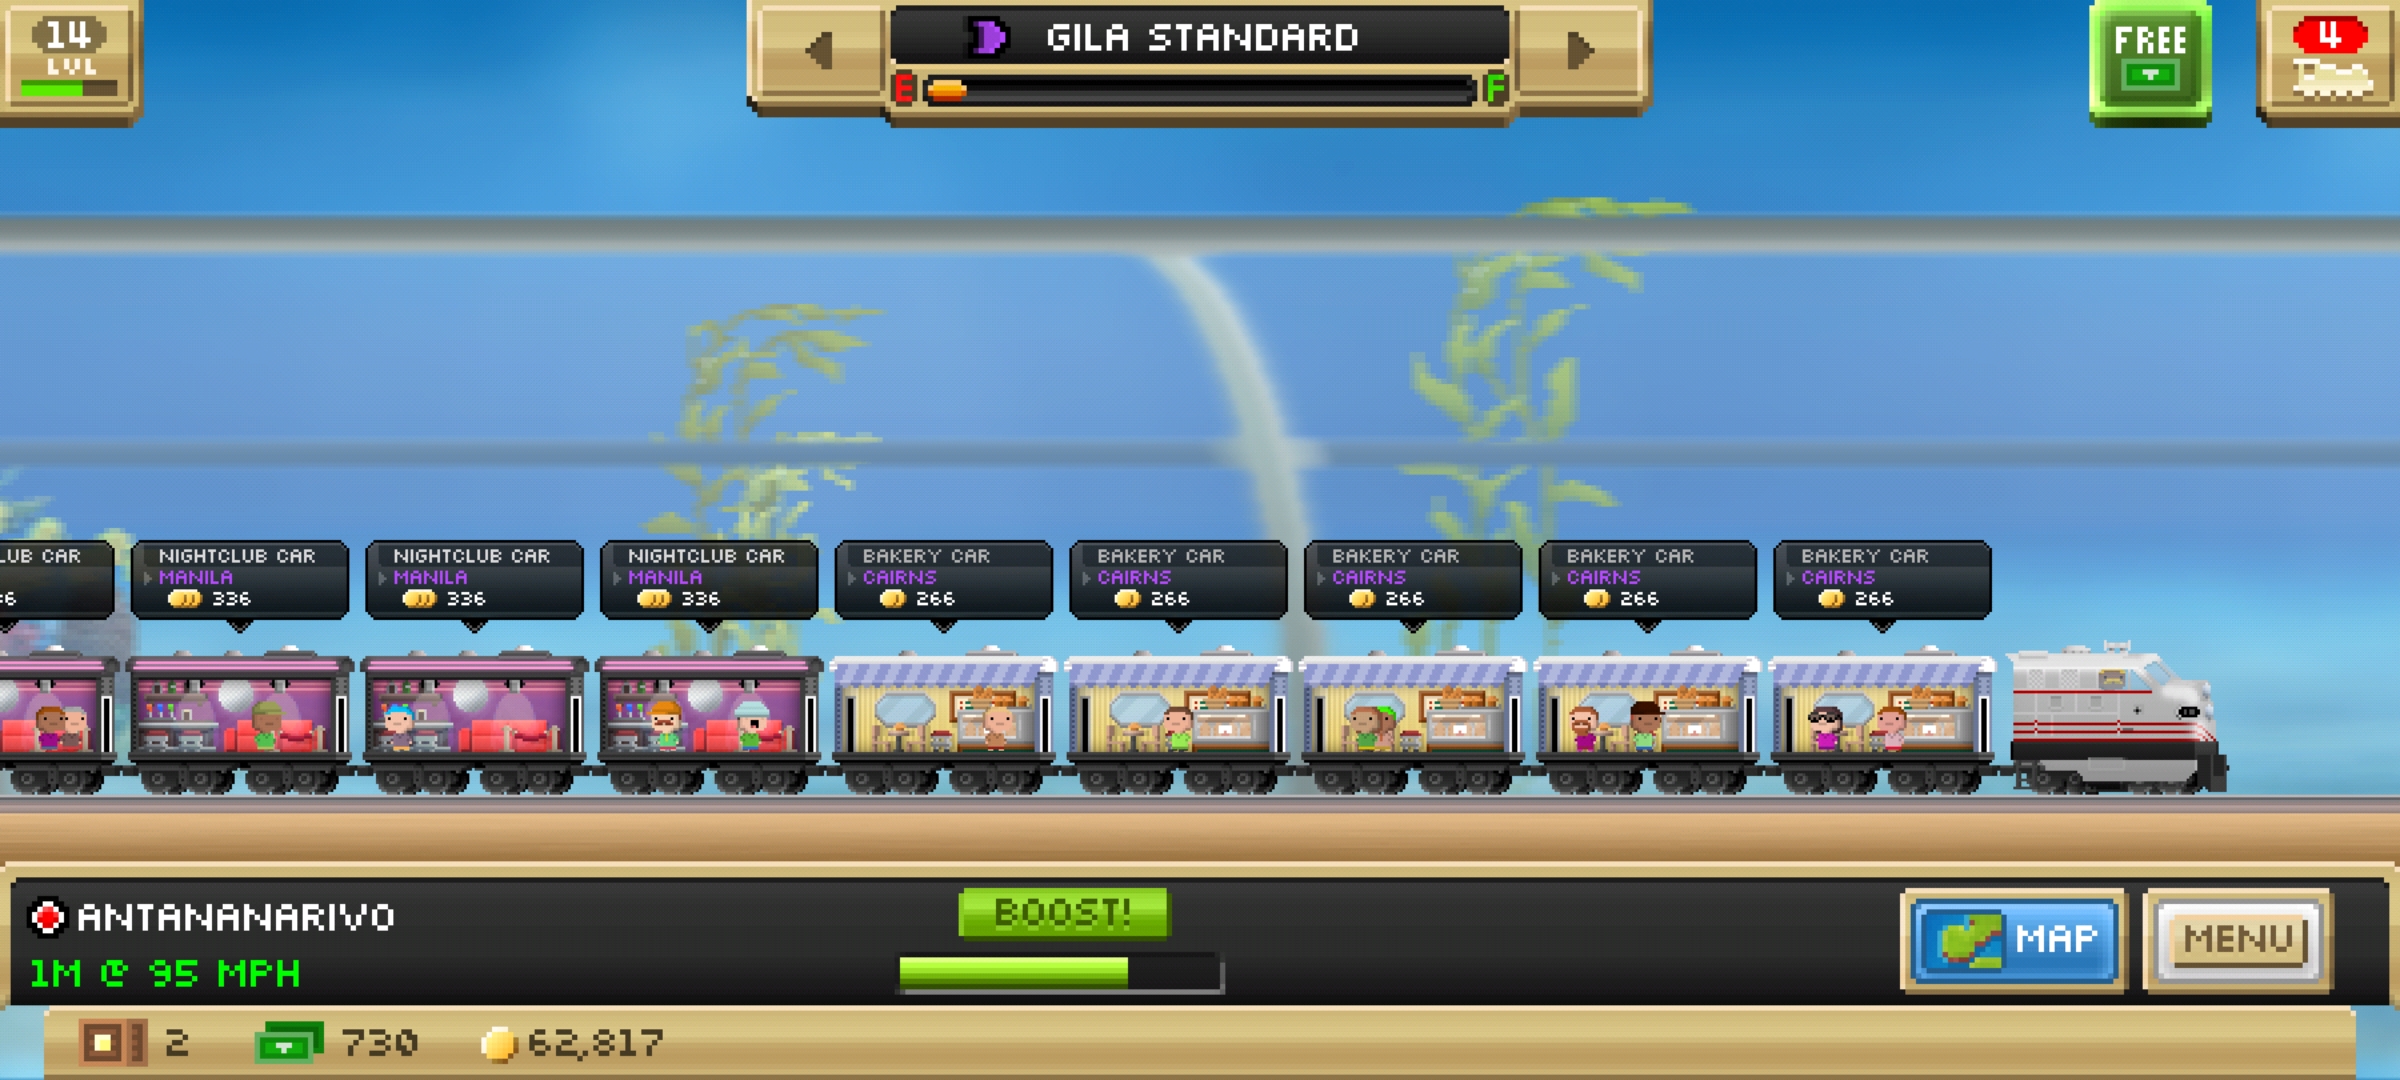 14
LVL
GILA STANDARD
E F
FREE
4
LUB CAR
NIGHTCLUB CAR
MANILA
336
NIGHTCLUB CAR
MANILA
336
NIGHTCLUB CAR
MANILA
336
BAKERY CAR
CAIRNS
266
BAKERY CAR
CAIRNS
266
BAKERY CAR
CAIRNS
266
BAKERY CAR
CAIRNS
266
BAKERY CAR
CAIRNS
266
ANTANANARIVO
1M @ 95 MPH
BOOST!
MAP
MENU
2
730
62,817